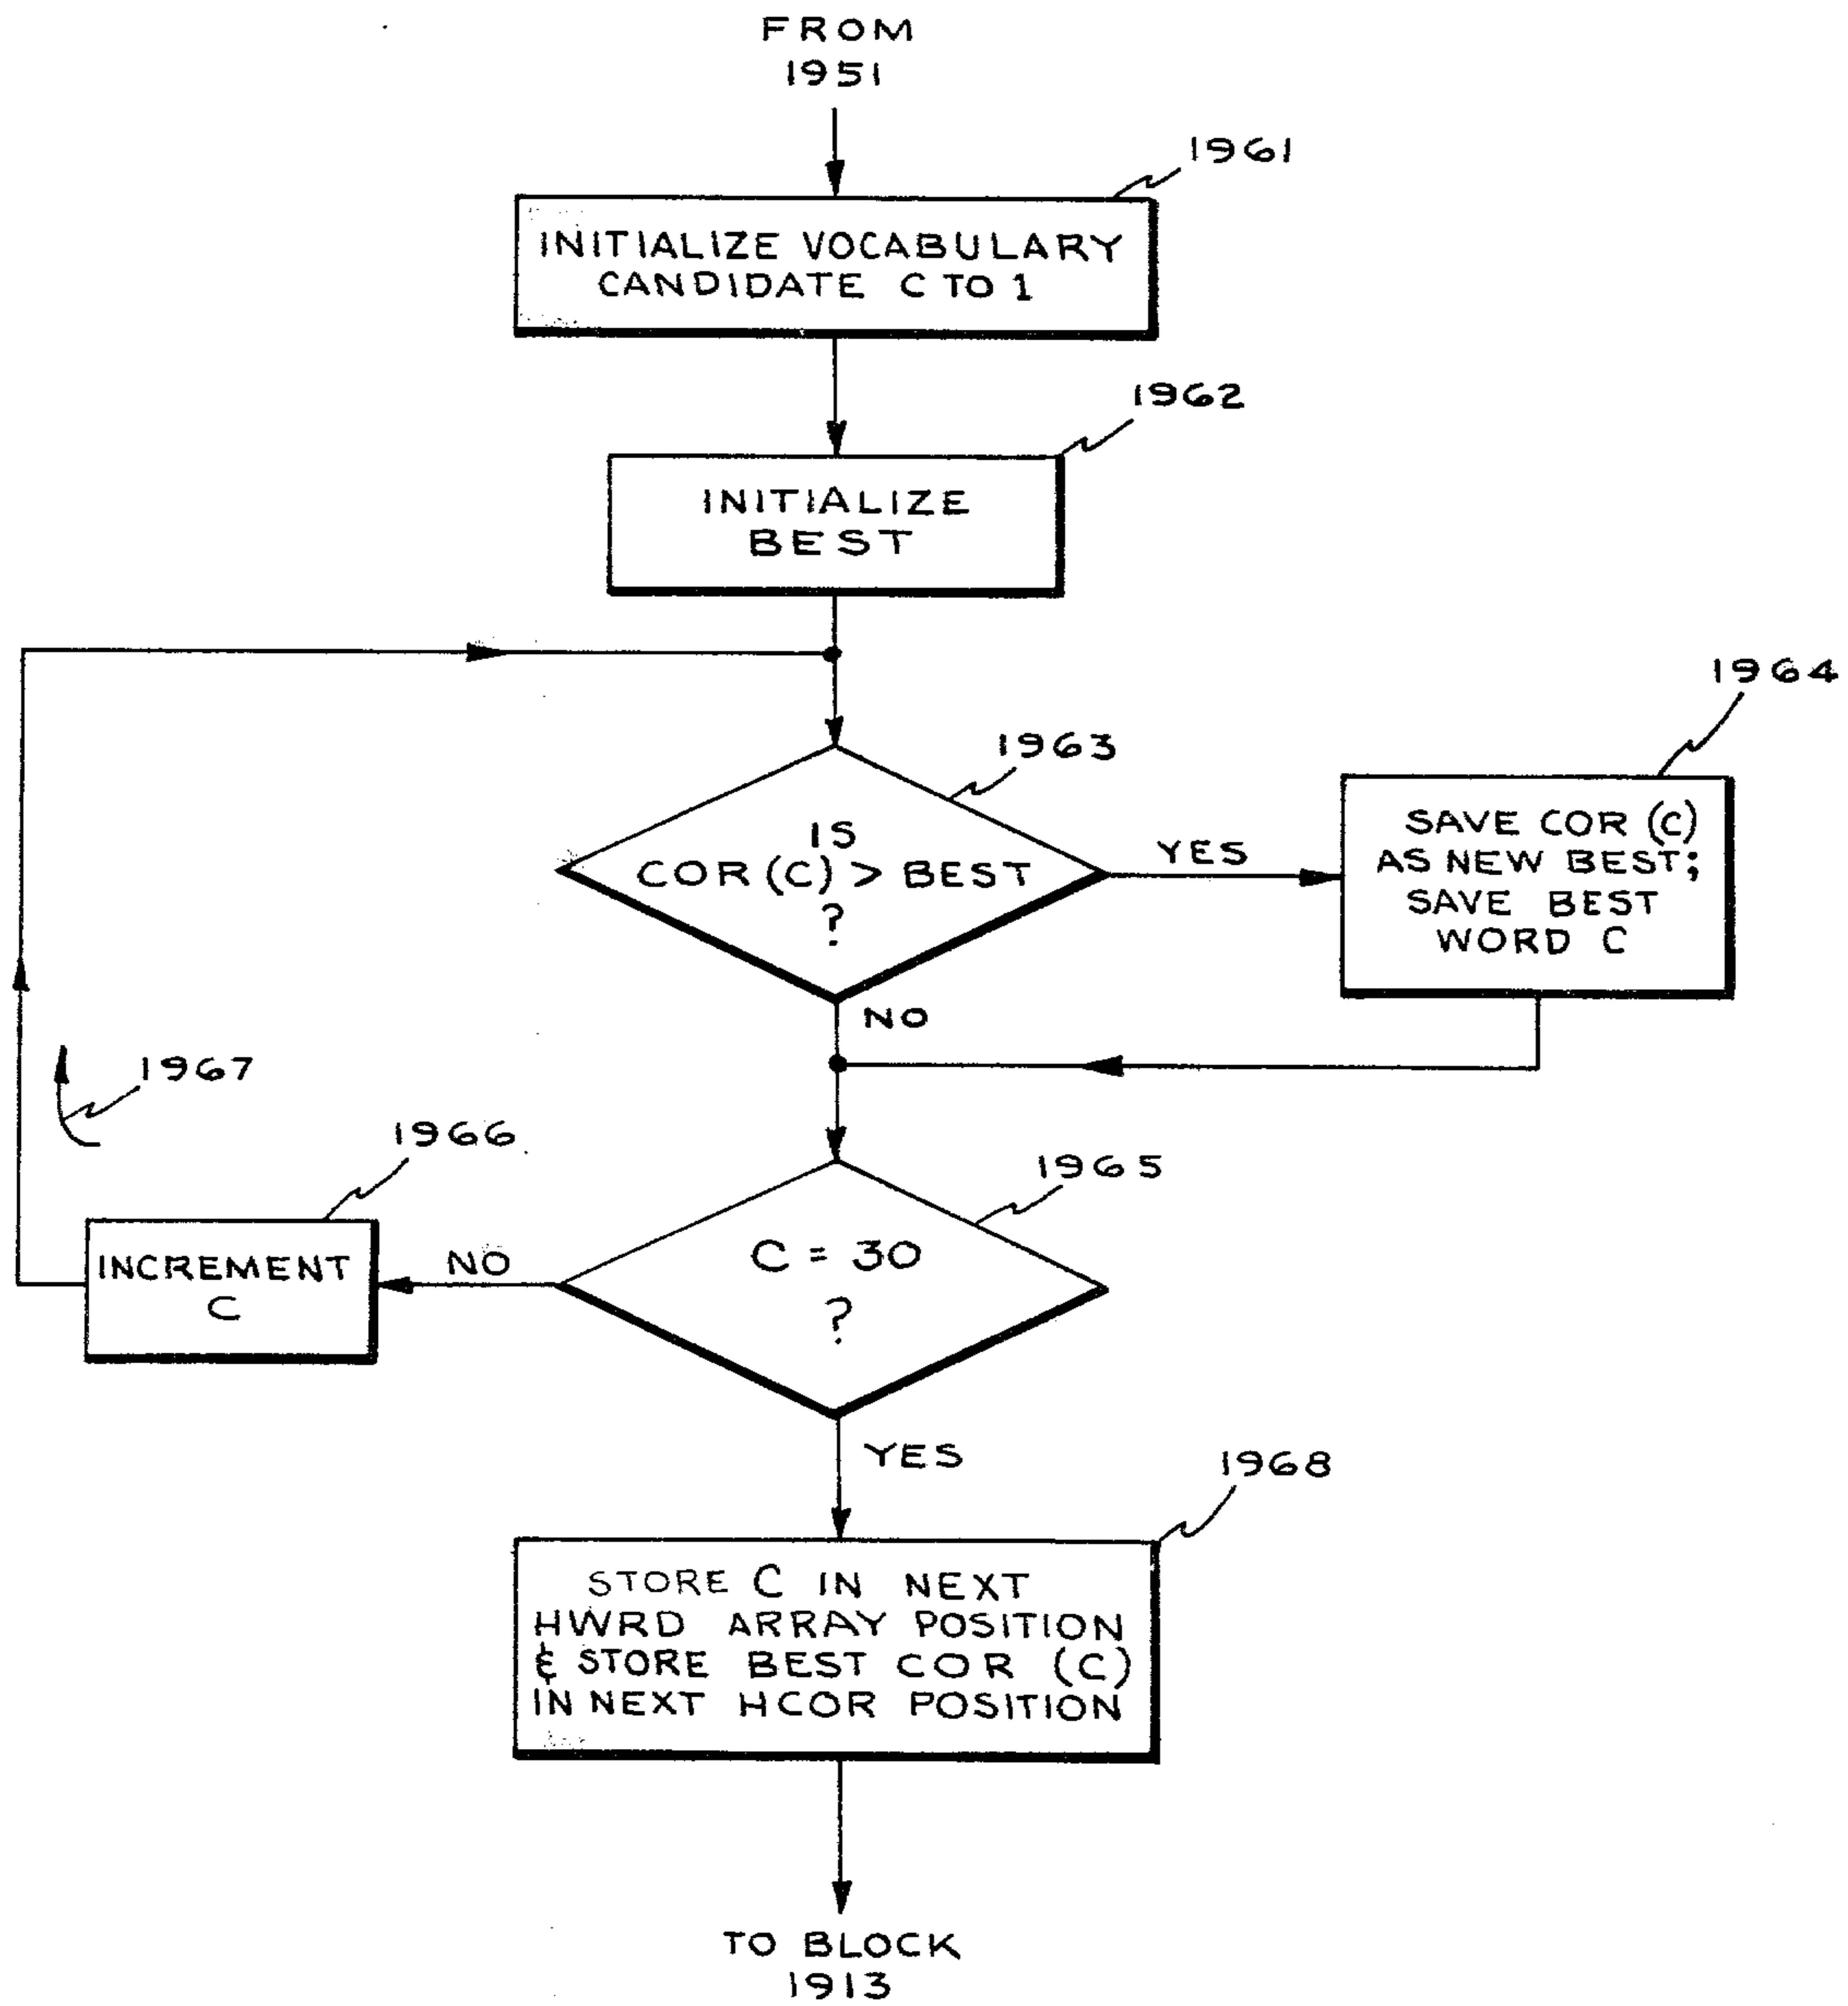 FROM
1951
1961
INITIALIZE VOCABULARY
CANDIDATE C TO 1
1962
INITIALIZE
BEST
1963
IS
COR (C) > BEST
?
YES
NO
1964
SAVE COR (C)
AS NEW BEST;
SAVE BEST
WORD C
1967
1966
INCREMENT
C
NO
1965
C = 30
?
YES
1968
STORE C IN NEXT
HWRD ARRAY POSITION
& STORE BEST COR (C)
IN NEXT HCOR POSITION
TO BLOCK
1913